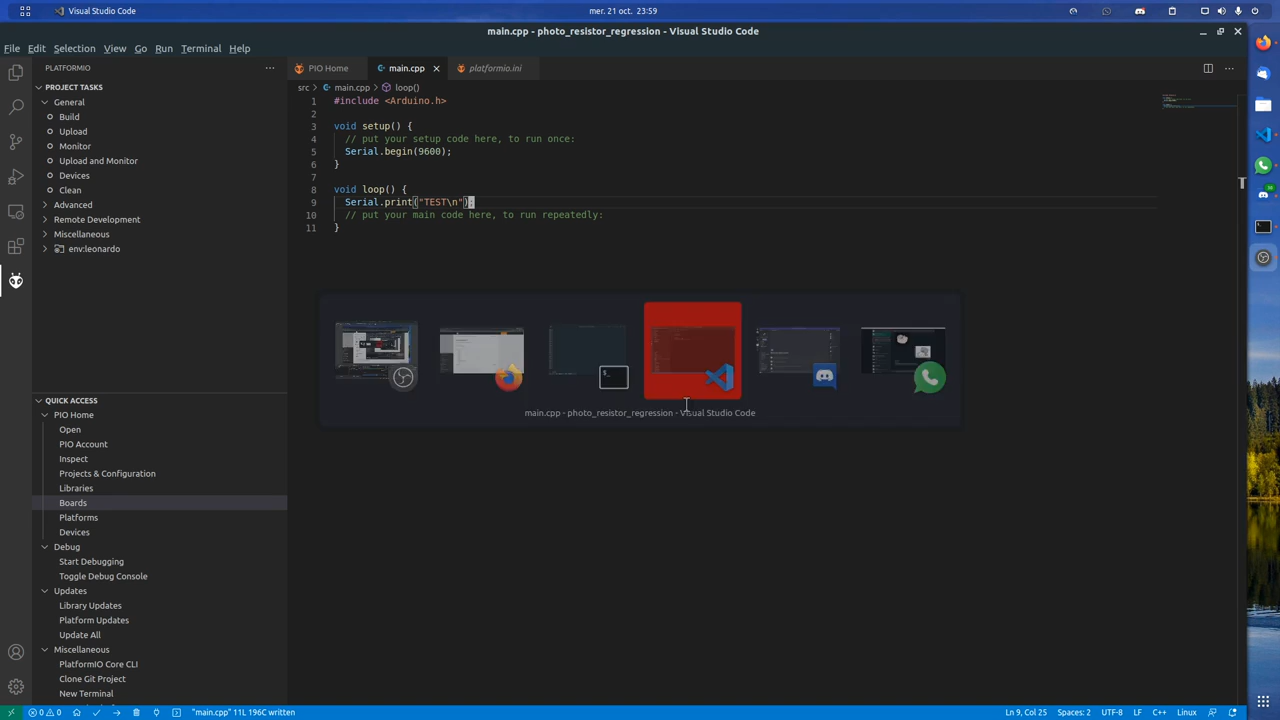 Visual Studio Code
mer. 21 oct. 23:59
main.cpp - photo_resistor_regression - Visual Studio Code
File Edit Selection View Go Run Terminal Help
PLATFORMIO
PROJECT TASKS
General
Build
Upload
Monitor
Upload and Monitor
Devices
Clean
Advanced
Remote Development
Miscellaneous
env:leonardo
QUICK ACCESS
PIO Home
Open
PIO Account
Inspect
Projects & Configuration
Libraries
Boards
Platforms
Devices
Debug
Start Debugging
Toggle Debug Console
Updates
Library Updates
Platform Updates
Update All
Miscellaneous
PlatformIO Core CLI
Clone Git Project
New Terminal
PIO Home main.cpp platformio.ini
src > main.cpp > loop()
1 #include <Arduino.h>
2
3 void setup() {
4 // put your setup code here, to run once:
5 Serial.begin(9600);
6 }
7
8 void loop() {
9 Serial.print("TEST\n");
10 // put your main code here, to run repeatedly:
11 }
main.cpp - photo_resistor_regression - Visual Studio Code
0 0 "main.cpp" 11L 196C written
Ln 9, Col 25 Spaces: 2 UTF-8 LF C++ Linux